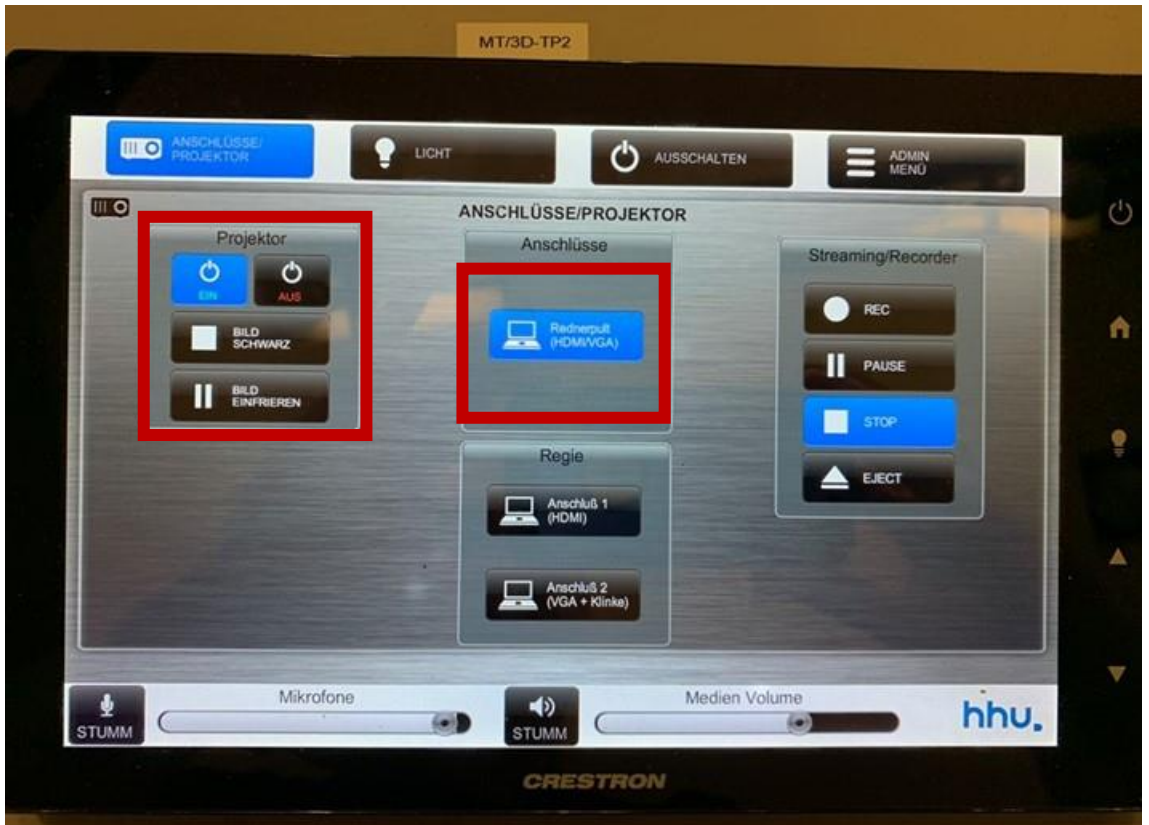 MT/3D-TP2
ANSCHLÜSSE/
PROJEKTOR
LICHT
AUSSCHALTEN
ADMIN
MENÜ
ANSCHLÜSSE/PROJEKTOR
Projektor
EIN
AUS
BILD
SCHWARZ
BILD
EINFRIEREN
Anschlüsse
Rednerpult
(HDMI/VGA)
Regie
Anschluß 1
(HDMI)
Anschluß 2
(VGA + Klinke)
Streaming/Recorder
REC
PAUSE
STOP
EJECT
STUMM
Mikrofone
STUMM
Medien Volume
hhu.
CRESTRON